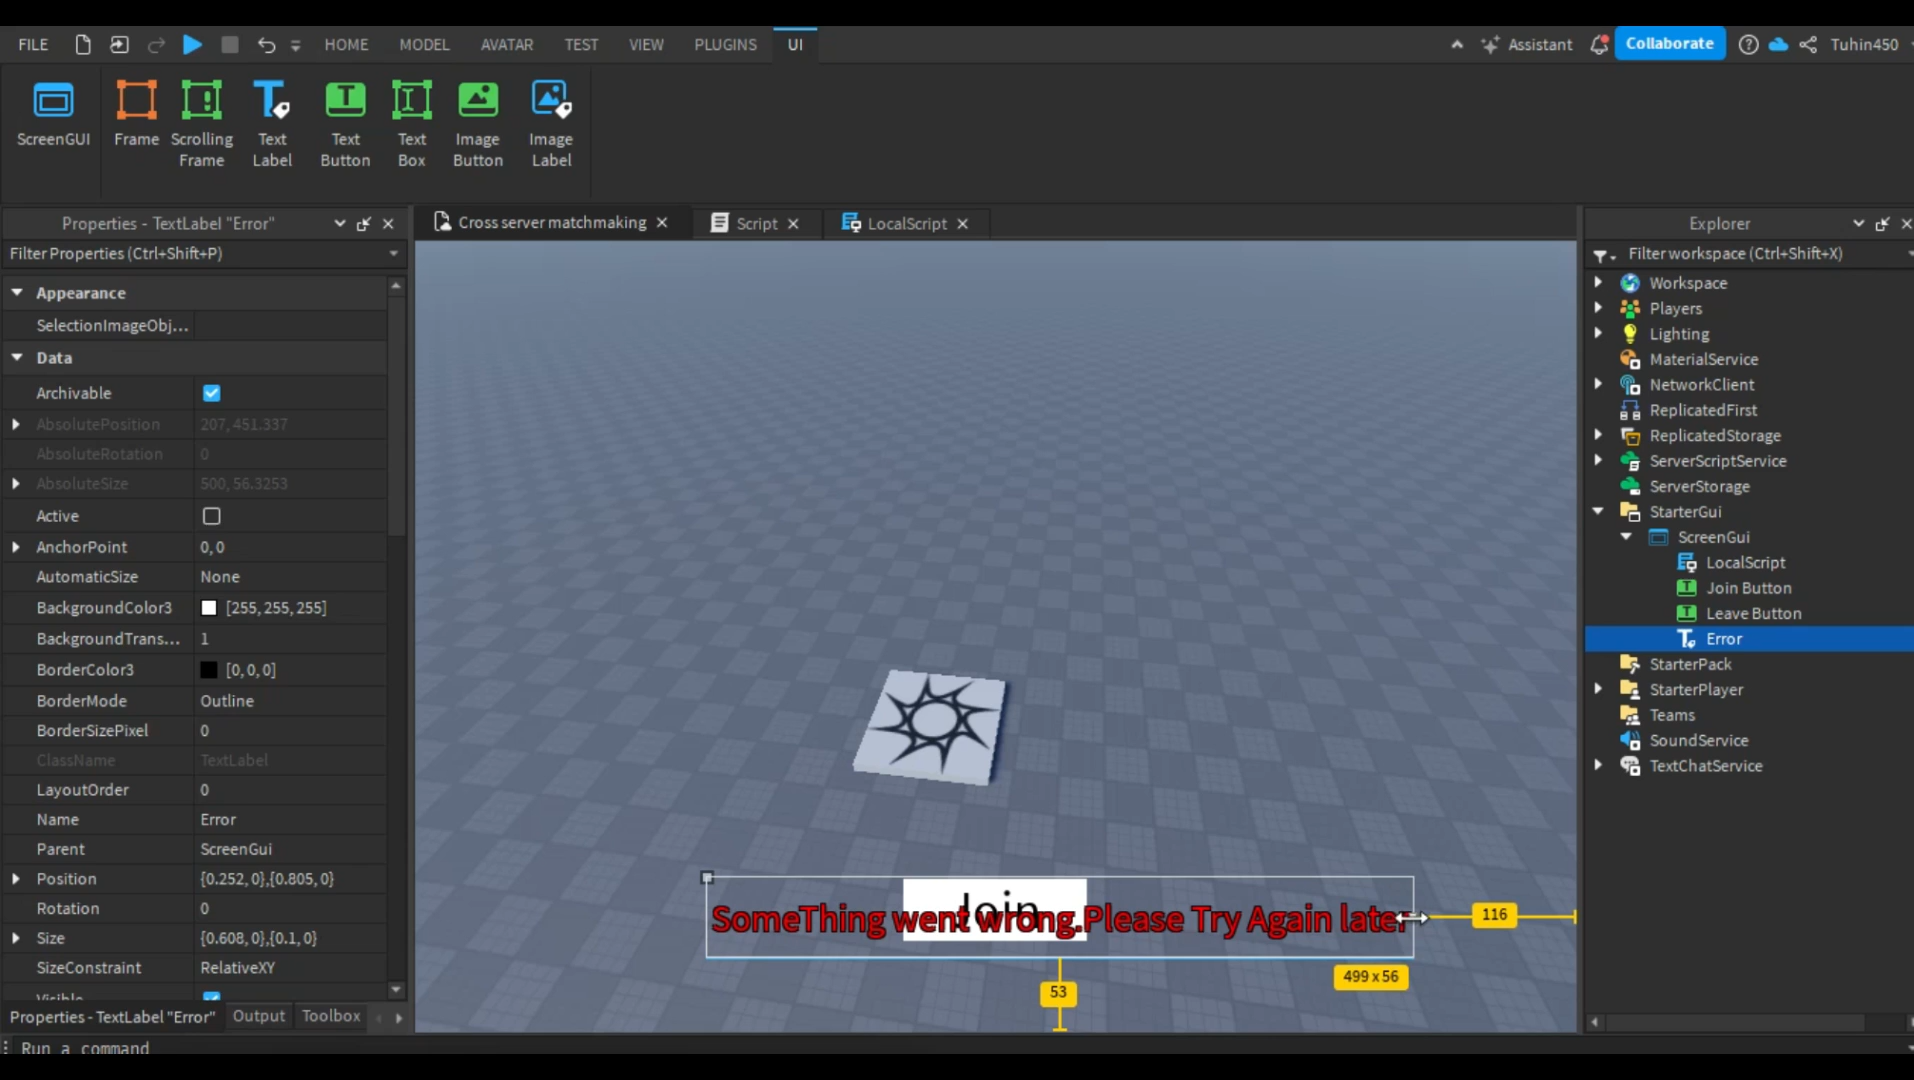 FILE HOME MODEL AVATAR TEST VIEW PLUGINS UI Assistant Collaborate Tuhin450
ScreenGUI Frame Scrolling Frame Text Label Text Button Text Box Image Button Image Label
Properties - TextLabel "Error"
Filter Properties (Ctrl+Shift+P)
Appearance
SelectionImageObj...
Data
Archivable
AbsolutePosition 207, 451.337
AbsoluteRotation 0
AbsoluteSize 500, 56.3253
Active
AnchorPoint 0, 0
AutomaticSize None
BackgroundColor3 [255, 255, 255]
BackgroundTrans... 1
BorderColor3 [0, 0, 0]
BorderMode Outline
BorderSizePixel 0
ClassName TextLabel
LayoutOrder 0
Name Error
Parent ScreenGui
Position {0.252, 0},{0.805, 0}
Rotation 0
Size {0.608, 0},{0.1, 0}
SizeConstraint RelativeXY
Visible
Properties - TextLabel "Error" Output Toolbox
Run a command
Cross server matchmaking Script LocalScript
Join
SomeThing went wrong.Please Try Again later
116
499 x 56
53
Explorer
Filter workspace (Ctrl+Shift+X)
Workspace
Players
Lighting
MaterialService
NetworkClient
ReplicatedFirst
ReplicatedStorage
ServerScriptService
ServerStorage
StarterGui
ScreenGui
LocalScript
Join Button
Leave Button
Error
StarterPack
StarterPlayer
Teams
SoundService
TextChatService